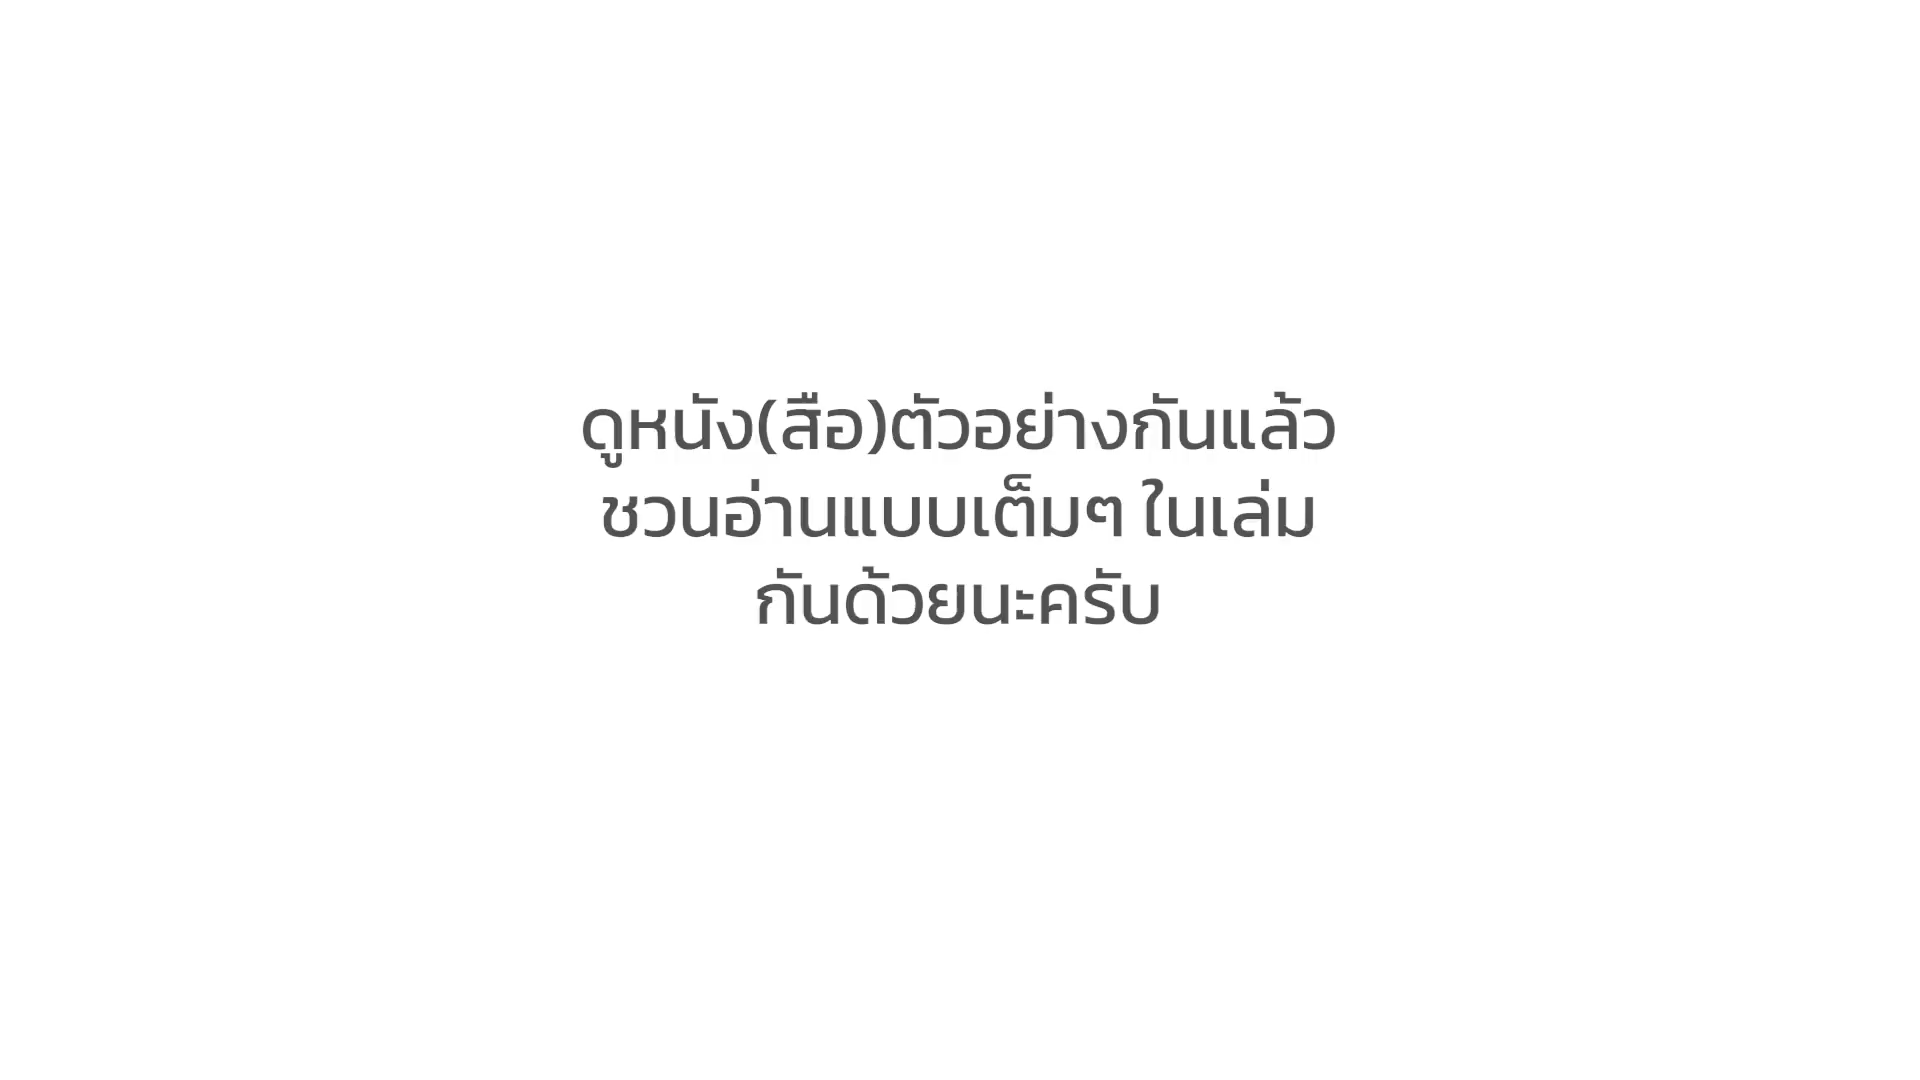 ดูหนัง(สือ)ตัวอย่างกันแล้ว
ชวนอ่านแบบเต็มๆ ในเล่ม
กันด้วยนะครับ